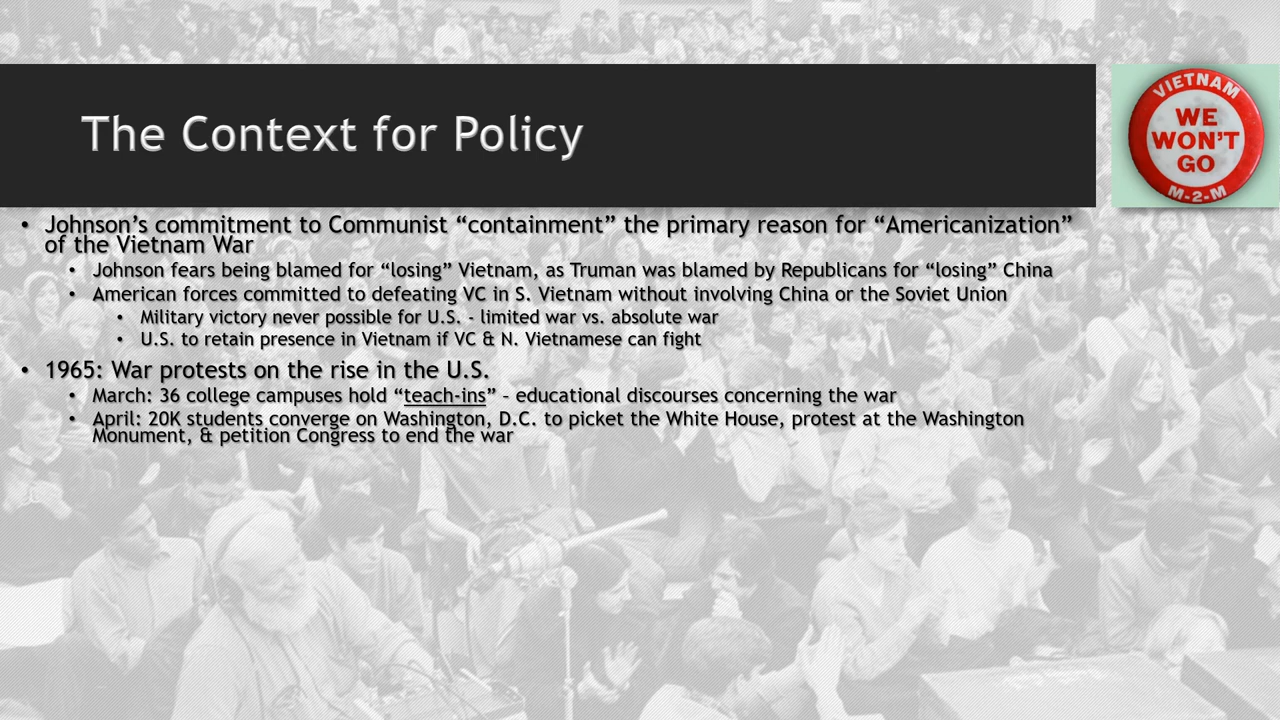 The Context for Policy
VIETNAM
WE
WON'T
GO
M-2-M
• Johnson’s commitment to Communist “containment” the primary reason for “Americanization”
of the Vietnam War
• Johnson fears being blamed for “losing” Vietnam, as Truman was blamed by Republicans for “losing” China
• American forces committed to defeating VC in S. Vietnam without involving China or the Soviet Union
• Military victory never possible for U.S. - limited war vs. absolute war
• U.S. to retain presence in Vietnam if VC & N. Vietnamese can fight
• 1965: War protests on the rise in the U.S.
• March: 36 college campuses hold “teach-ins” – educational discourses concerning the war
• April: 20K students converge on Washington, D.C. to picket the White House, protest at the Washington
Monument, & petition Congress to end the war